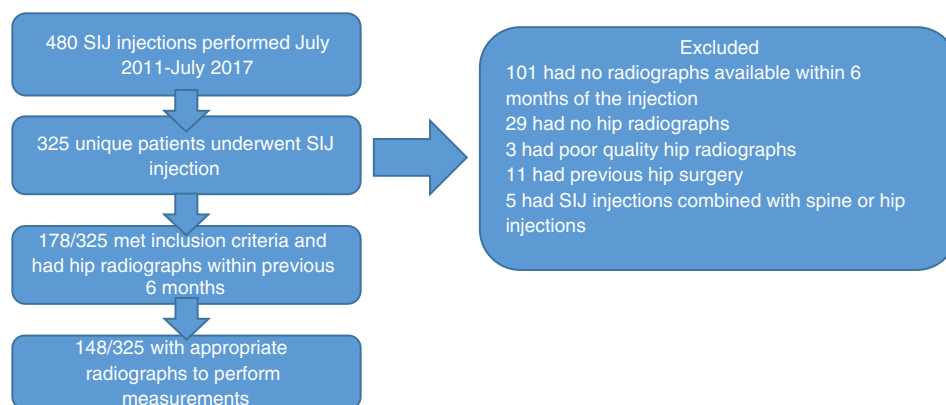 480 SIJ injections performed July
2011-July 2017
325 unique patients underwent SIJ
injection
178/325 met inclusion criteria and
had hip radiographs within previous
6 months
148/325 with appropriate
radiographs to perform
measurements
Excluded
101 had no radiographs available within 6
months of the injection
29 had no hip radiographs
3 had poor quality hip radiographs
11 had previous hip surgery
5 had SIJ injections combined with spine or hip
injections